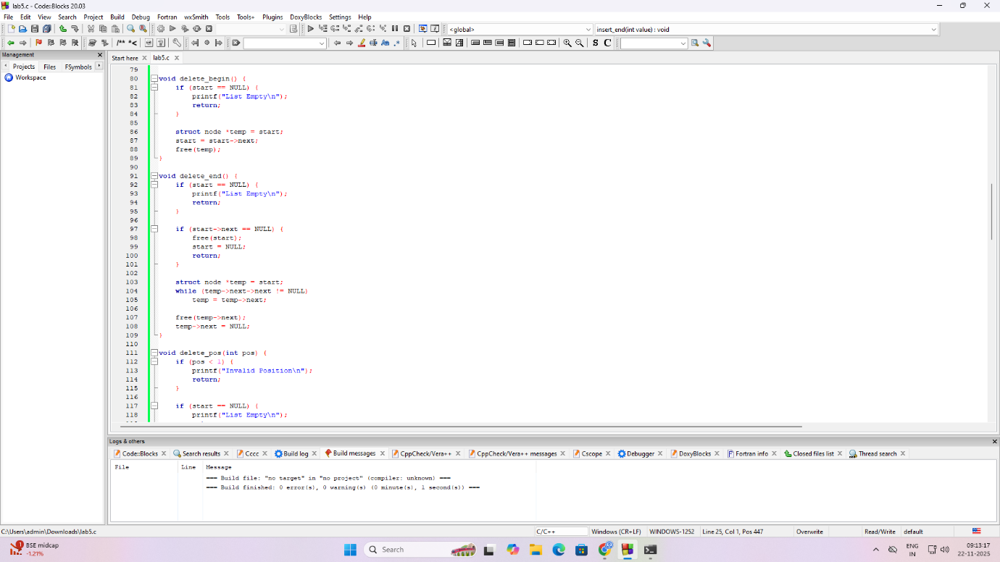 lab5.c - Code::Blocks 20.03
File Edit View Search Project Build Debug Fortran wxSmith Tools Tools+ Plugins DoxyBlocks Settings Help
<global> insert_end(int value) : void
/** *< S C
Management
Projects Files FSymbols
Workspace
Start here lab5.c
79
80 void delete_begin() {
81 if (start == NULL) {
82 printf("List Empty\n");
83 return;
84 }
85
86 struct node *temp = start;
87 start = start->next;
88 free(temp);
89 }
90
91 void delete_end() {
92 if (start == NULL) {
93 printf("List Empty\n");
94 return;
95 }
96
97 if (start->next == NULL) {
98 free(start);
99 start = NULL;
100 return;
101 }
102
103 struct node *temp = start;
104 while (temp->next->next != NULL)
105 temp = temp->next;
106
107 free(temp->next);
108 temp->next = NULL;
109 }
110
111 void delete_pos(int pos) {
112 if (pos < 1) {
113 printf("Invalid Position\n");
114 return;
115 }
116
117 if (start == NULL) {
118 printf("List Empty\n");
Logs & others
Code::Blocks Search results Cccc Build log Build messages CppCheck/Vera++ CppCheck/Vera++ messages Cscope Debugger DoxyBlocks Fortran info Closed files list Thread search
File Line Message
=== Build file: "no target" in "no project" (compiler: unknown) ===
=== Build finished: 0 error(s), 0 warning(s) (0 minute(s), 1 second(s)) ===
C:\Users\admin\Downloads\lab5.c C/C++ Windows (CR+LF) WINDOWS-1252 Line 25, Col 1, Pos 447 Overwrite Read/Write default
1 BSE midcap
-1.21%
Search
ENG
IN
09:13:17
22-11-2025